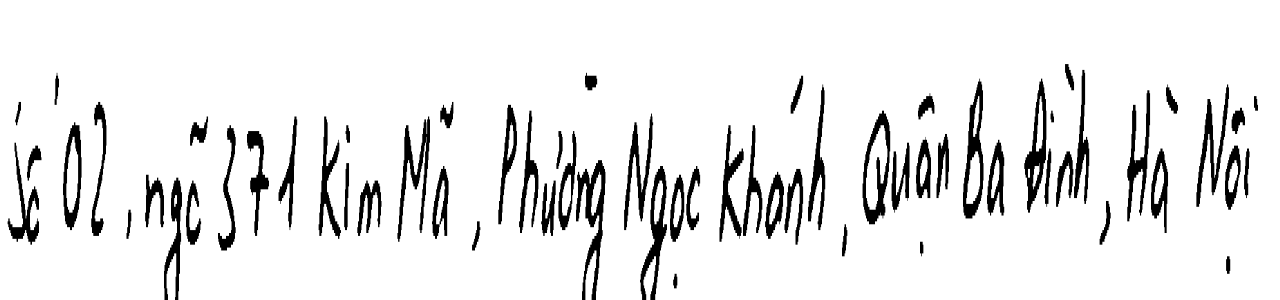 Số 02, ngõ 371 Kim Mã, Phường Ngọc Khánh, Quận Ba Đình, Hà Nội